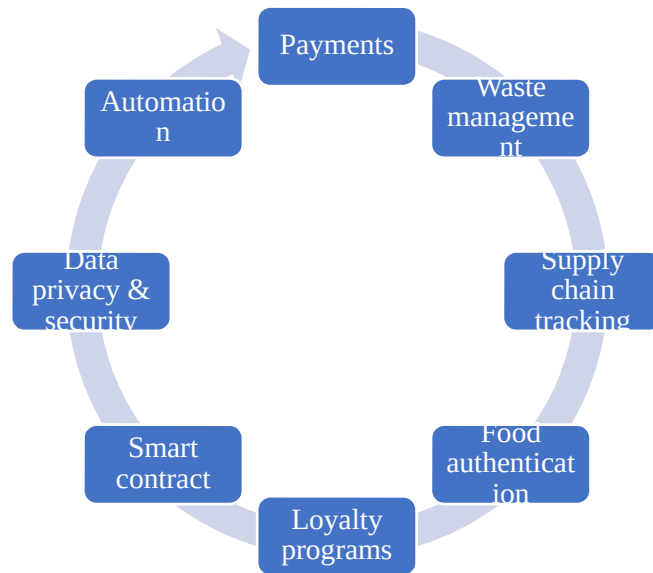 Payments
Waste
manageme
nt
Supply
chain
tracking
Food
authenticat
ion
Loyalty
programs
Smart
contract
Data
privacy &
security
Automatio
n